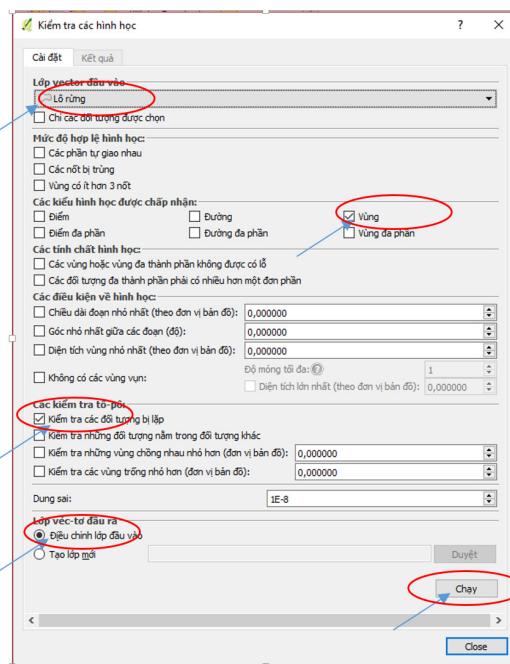 Kiểm tra các hình học
Cài đặt Kết quả
Lớp vector đầu vào
Lô rừng
Chỉ các đối tượng được chọn
Mức độ hợp lệ hình học:
Các phần tự giao nhau
Các nốt bị trùng
Vùng có ít hơn 3 nốt
Các kiểu hình học được chấp nhận:
Điểm Đường Vùng
Điểm đa phần Đường đa phần Vùng đa phần
Các tính chất hình học:
Các vùng hoặc vùng đa thành phần không được có lỗ
Các đối tượng đa thành phần phải có nhiều hơn một đơn phần
Các điều kiện về hình học:
Chiều dài đoạn nhỏ nhất (theo đơn vị bản đồ): 0,000000
Góc nhỏ nhất giữa các đoạn (độ): 0,000000
Diện tích vùng nhỏ nhất (theo đơn vị bản đồ): 0,000000
Không có các vùng vụn: Độ mỏng tối đa: 1
Diện tích lớn nhất (theo đơn vị bản đồ): 0,000000
Các kiểm tra tô-pô:
Kiểm tra các đối tượng bị lặp
Kiểm tra những đối tượng nằm trong đối tượng khác
Kiểm tra những vùng chồng nhau nhỏ hơn (đơn vị bản đồ): 0,000000
Kiểm tra các vùng trống nhỏ hơn (đơn vị bản đồ): 0,000000
Dung sai: 1E-8
Lớp véc-tơ đầu ra
Điều chỉnh lớp đầu vào
Tạo lớp mới Duyệt
Chạy
Close